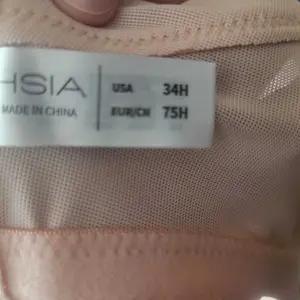 HSIA
MADE IN CHINA
USA 34H
EUR/CN 75H